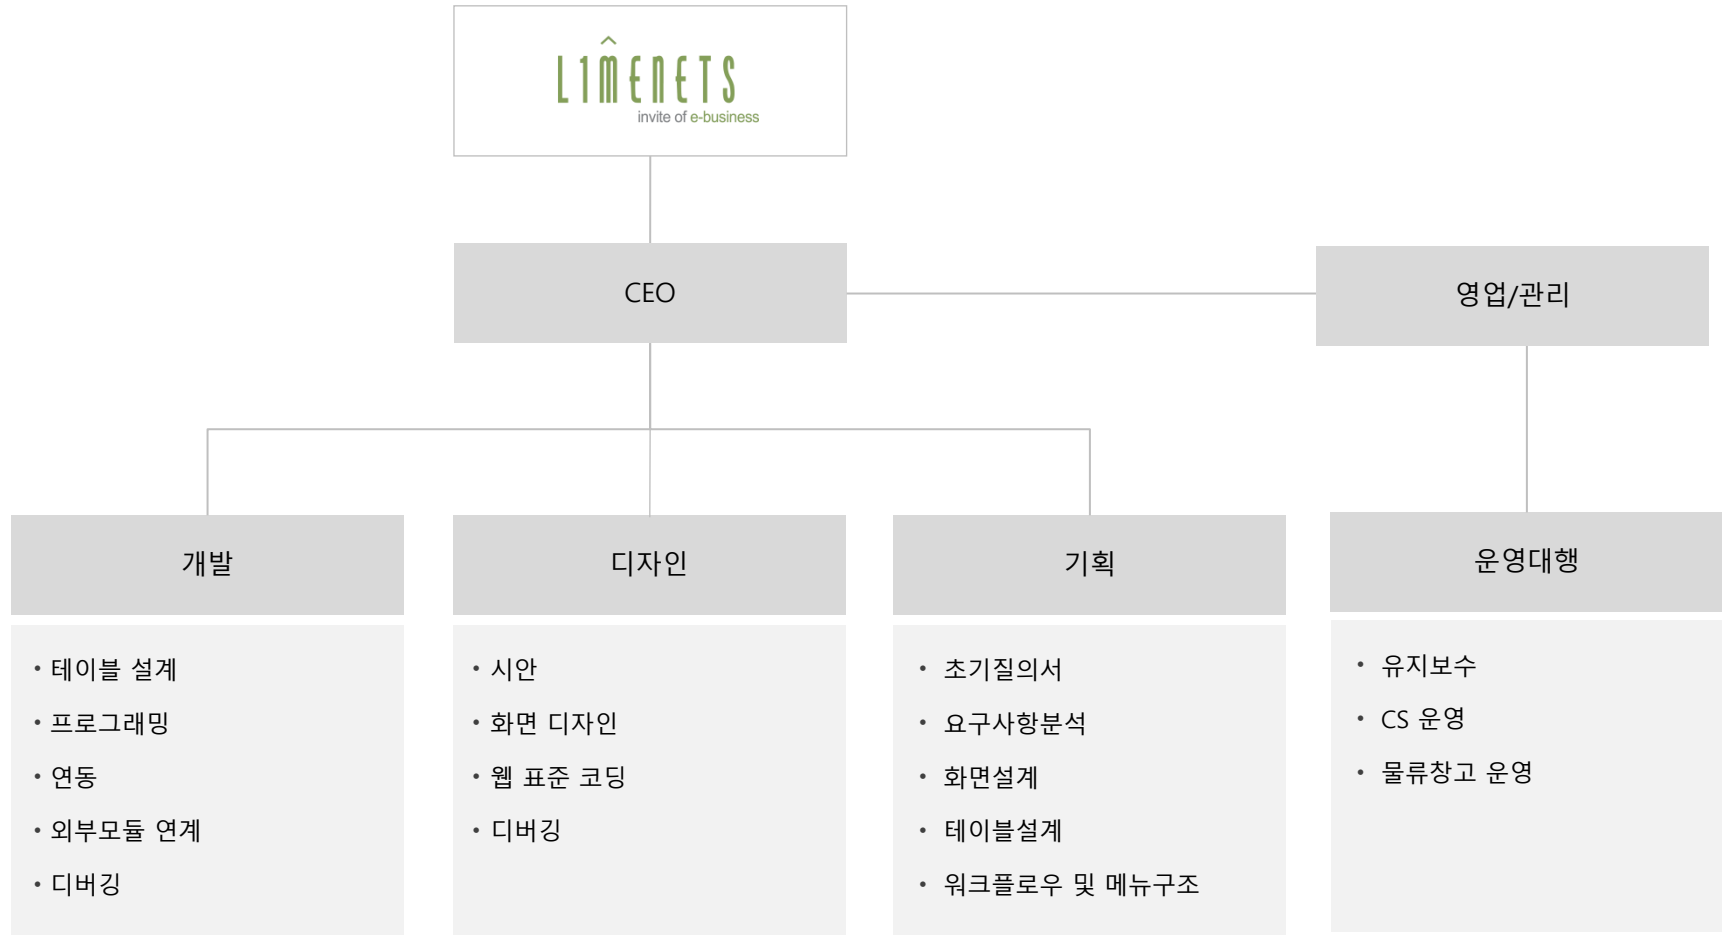 L1MENETS
invite of e-business
CEO
영업/관리
개발
디자인
기획
운영대행
• 테이블 설계
• 프로그래밍
• 연동
• 외부모듈 연계
• 디버깅
• 시안
• 화면 디자인
• 웹 표준 코딩
• 디버깅
• 초기질의서
• 요구사항분석
• 화면설계
• 테이블설계
• 워크플로우 및 메뉴구조
• 유지보수
• CS 운영
• 물류창고 운영